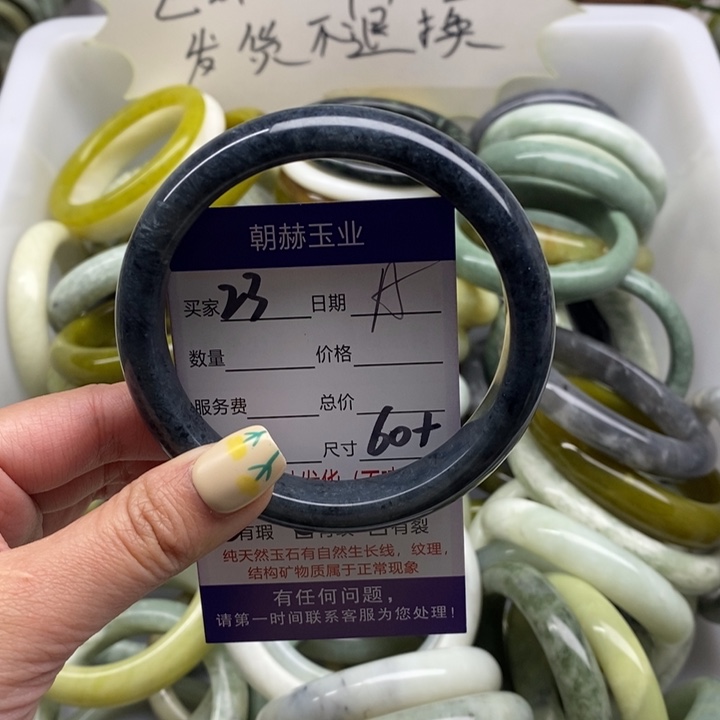 发货不退换
朝赫玉业
买家 23 日期 A
数量 价格
服务费 总价
尺寸 60+
有瑕 有裂
纯天然玉石有自然生长线，纹理，
结构矿物质属于正常现象
有任何问题，
请第一时间联系客服为您处理！